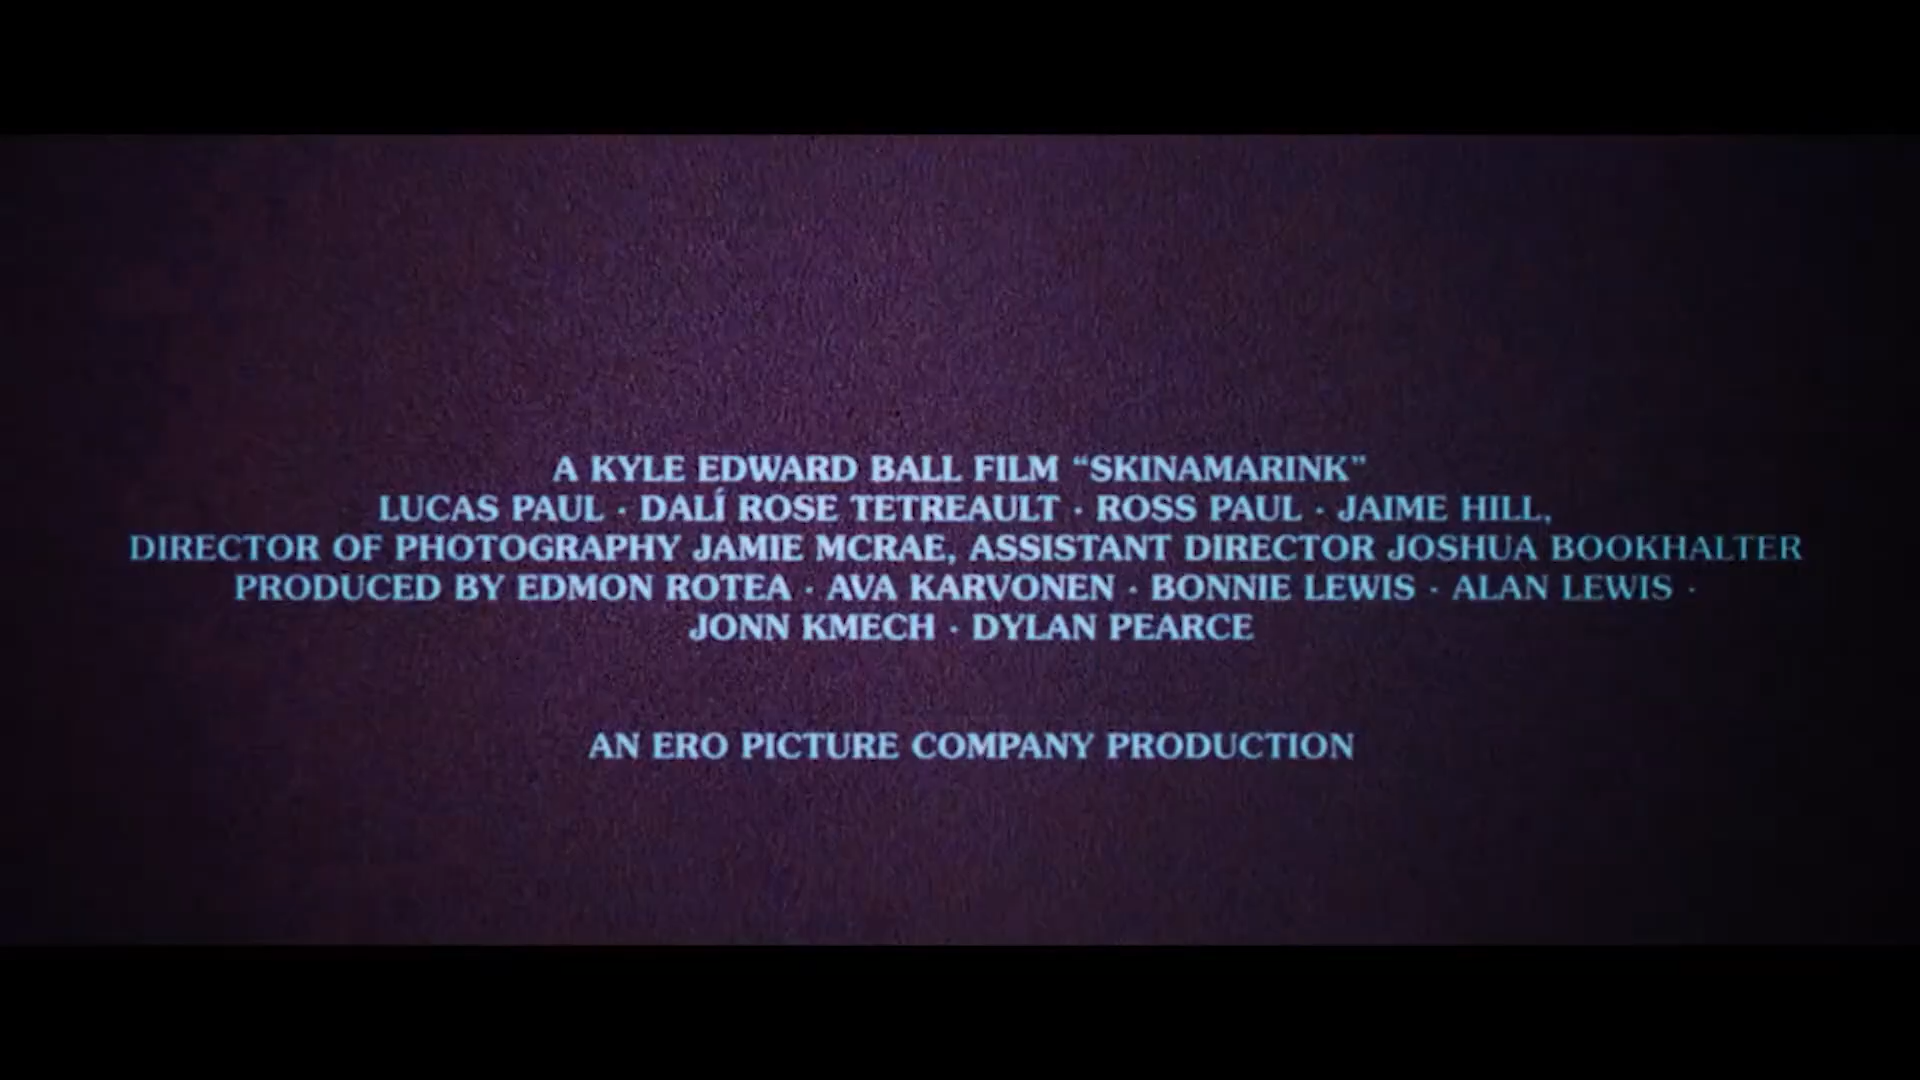 A KYLE EDWARD BALL FILM “SKINAMARINK”
LUCAS PAUL · DALÍ ROSE TETREAULT · ROSS PAUL · JAIME HILL,
DIRECTOR OF PHOTOGRAPHY JAMIE MCRAE, ASSISTANT DIRECTOR JOSHUA BOOKHALTER
PRODUCED BY EDMON ROTEA · AVA KARVONEN · BONNIE LEWIS · ALAN LEWIS ·
JONN KMECH · DYLAN PEARCE
AN ERO PICTURE COMPANY PRODUCTION